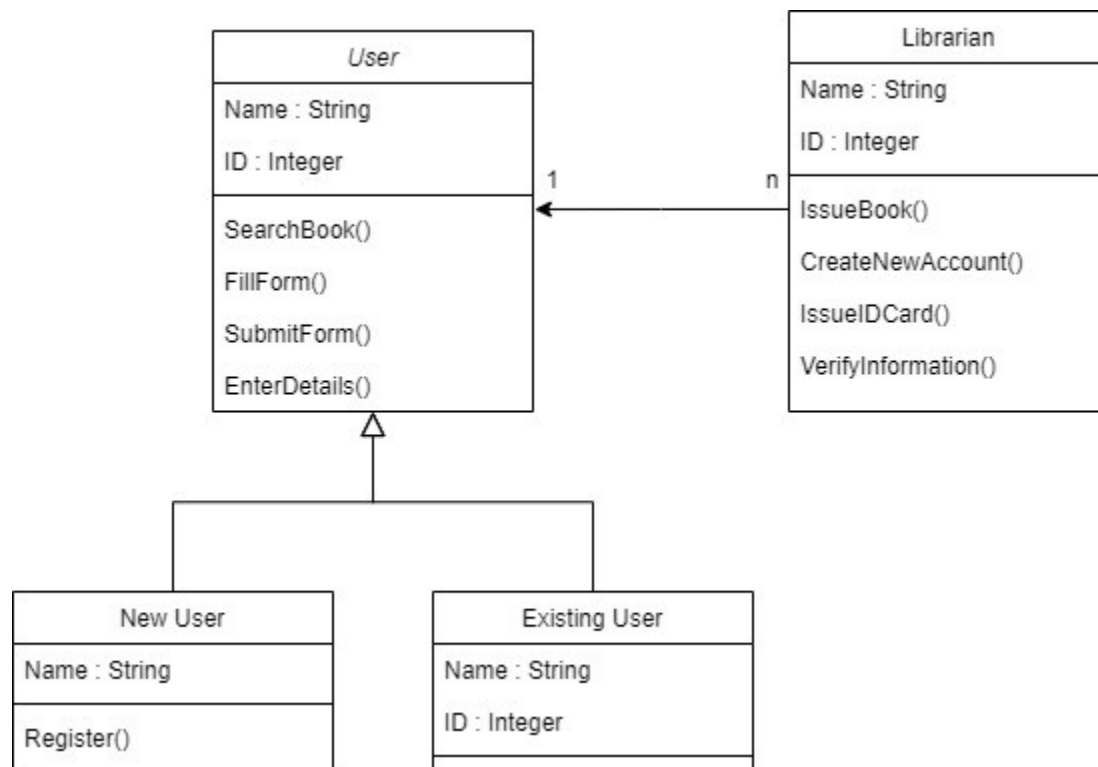 User
Name : String
ID : Integer
SearchBook()
FillForm()
SubmitForm()
EnterDetails()
1
n
Librarian
Name : String
ID : Integer
IssueBook()
CreateNewAccount()
IssueIDCard()
VerifyInformation()
New User
Name : String
Register()
Existing User
Name : String
ID : Integer